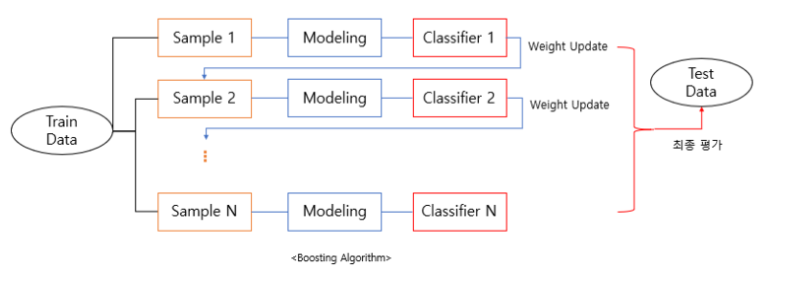 Sample 1
Modeling
Classifier 1
Weight Update
Test
Data
Sample 2
Modeling
Classifier 2
Weight Update
Train
Data
최종 평가
Sample N
Modeling
Classifier N
<Boosting Algorithm>